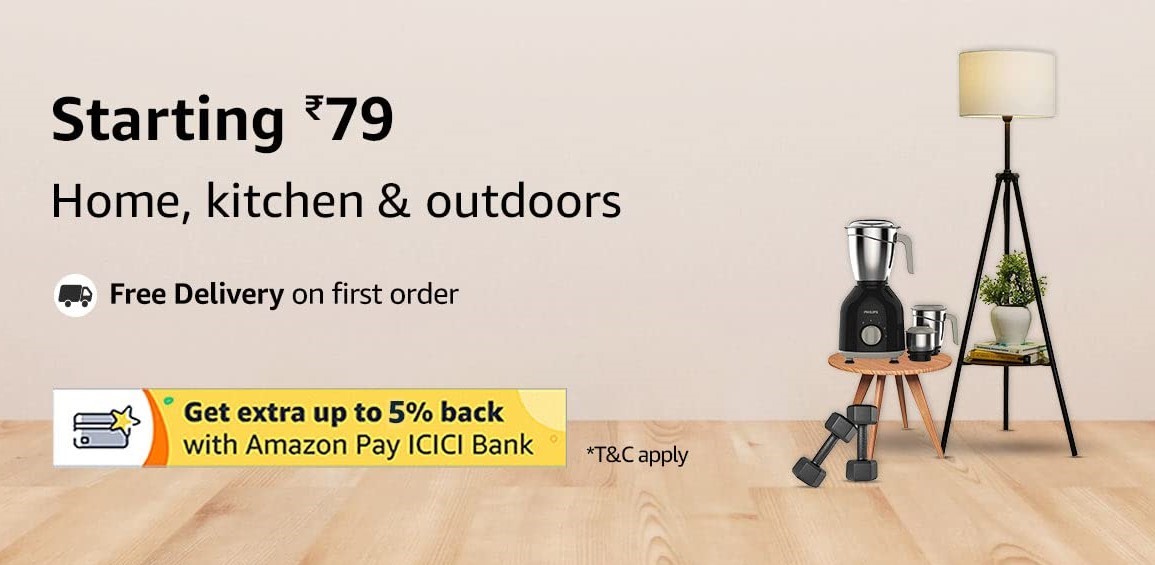 Starting ₹79
Home, kitchen & outdoors
Free Delivery on first order
Get extra up to 5% back
with Amazon Pay ICICI Bank
*T&C apply
PHILIPS